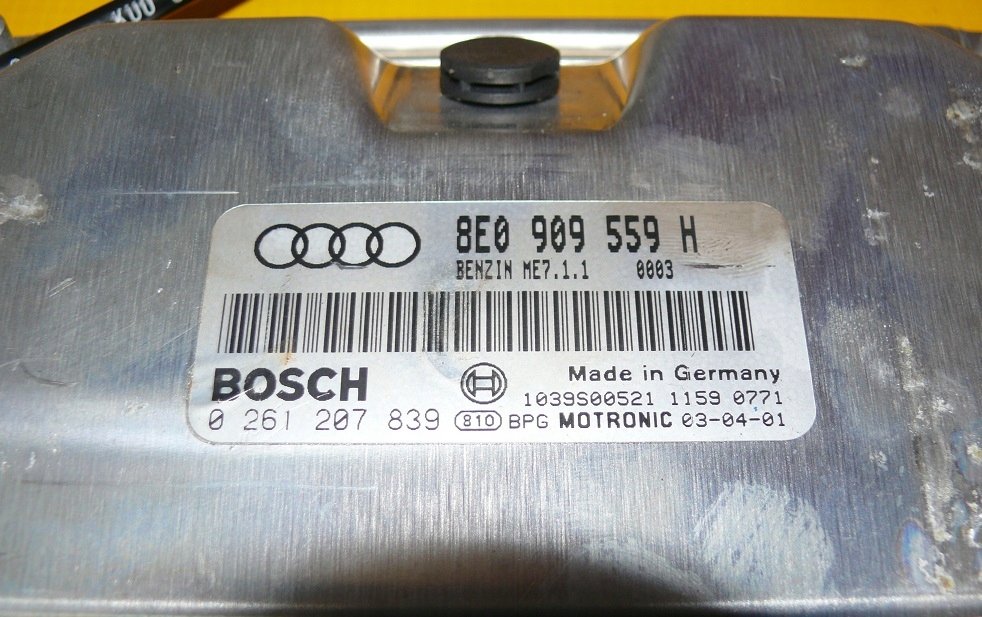 KDD
8E0 909 559 H
BENZIN ME7.1.1 0003
BOSCH
Made in Germany
1039S00521 1159 0771
0 261 207 839 810 BPG MOTRONIC 03-04-01